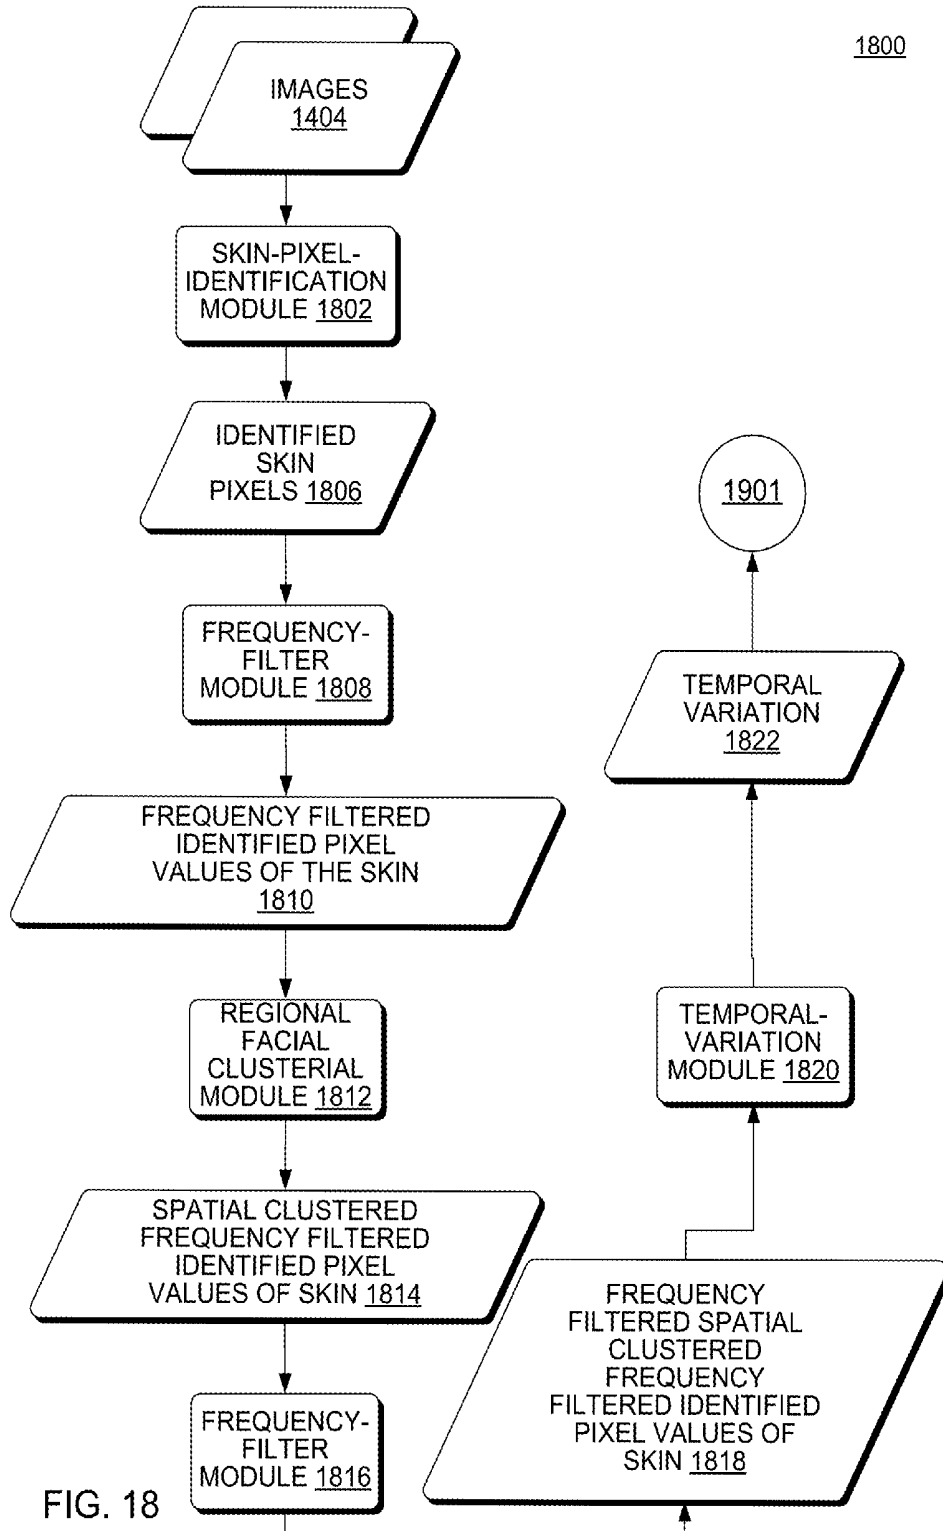 1800
IMAGES
1404
SKIN-PIXEL-
IDENTIFICATION
MODULE 1802
IDENTIFIED
SKIN
PIXELS 1806
FREQUENCY-
FILTER
MODULE 1808
FREQUENCY FILTERED
IDENTIFIED PIXEL
VALUES OF THE SKIN
1810
REGIONAL
FACIAL
CLUSTERIAL
MODULE 1812
SPATIAL CLUSTERED
FREQUENCY FILTERED
IDENTIFIED PIXEL
VALUES OF SKIN 1814
FREQUENCY-
FILTER
MODULE 1816
FREQUENCY
FILTERED SPATIAL
CLUSTERED
FREQUENCY
FILTERED IDENTIFIED
PIXEL VALUES OF
SKIN 1818
TEMPORAL-
VARIATION
MODULE 1820
TEMPORAL
VARIATION
1822
1901
FIG. 18